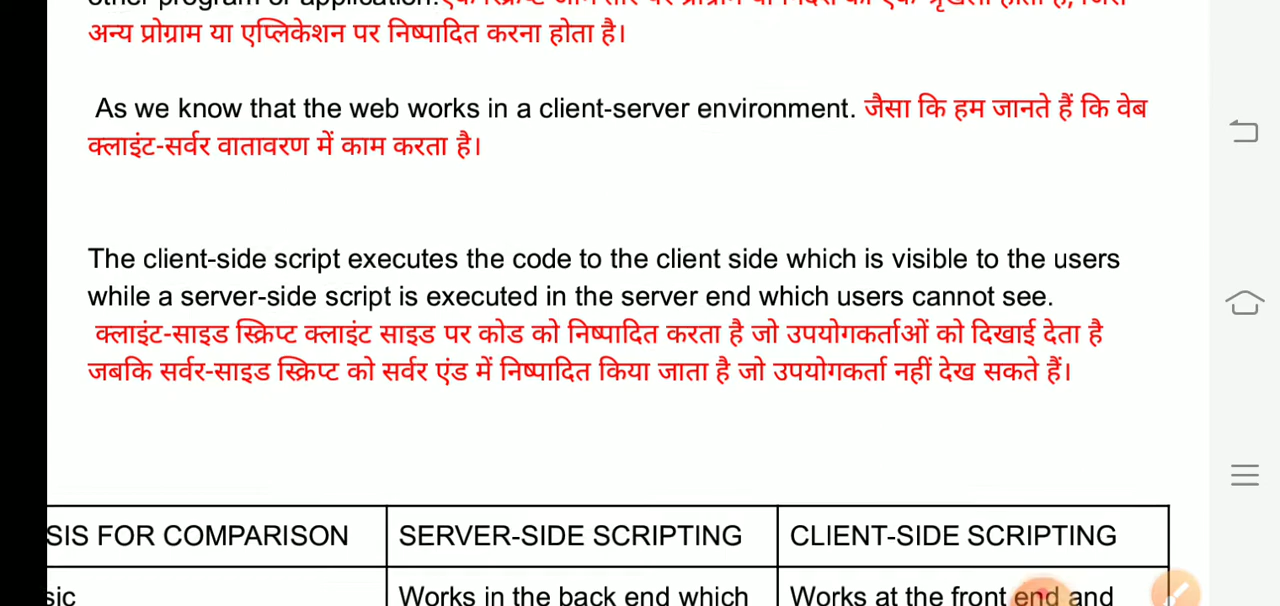 other program or application.
अन्य प्रोग्राम या एप्लिकेशन पर निष्पादित करना होता है।
As we know that the web works in a client-server environment. जैसा कि हम जानते हैं कि वेब
क्लाइंट-सर्वर वातावरण में काम करता है।
The client-side script executes the code to the client side which is visible to the users
while a server-side script is executed in the server end which users cannot see.
क्लाइंट-साइड स्क्रिप्ट क्लाइंट साइड पर कोड को निष्पादित करता है जो उपयोगकर्ताओं को दिखाई देता है
जबकि सर्वर-साइड स्क्रिप्ट को सर्वर एंड में निष्पादित किया जाता है जो उपयोगकर्ता नहीं देख सकते हैं।
SIS FOR COMPARISON SERVER-SIDE SCRIPTING CLIENT-SIDE SCRIPTING
sic Works in the back end which Works at the front end and